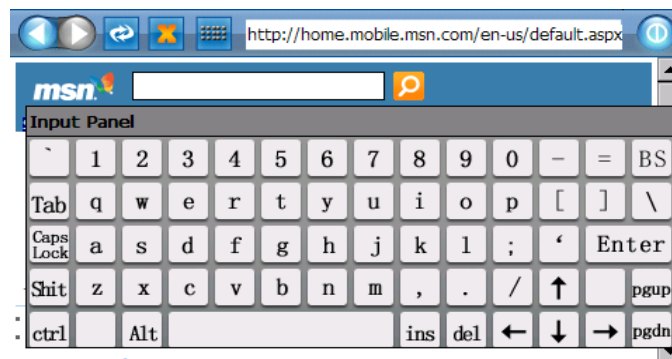 http://home.mobile.msn.com/en-us/default.aspx
msn
Input Panel
` 1 2 3 4 5 6 7 8 9 0 - = BS
Tab q w e r t y u i o p [ ] \
Caps Lock a s d f g h j k l ; ‘ Enter
Shit z x c v b n m , . / ↑ pgup
ctrl Alt ins del ← ↓ → pgdn